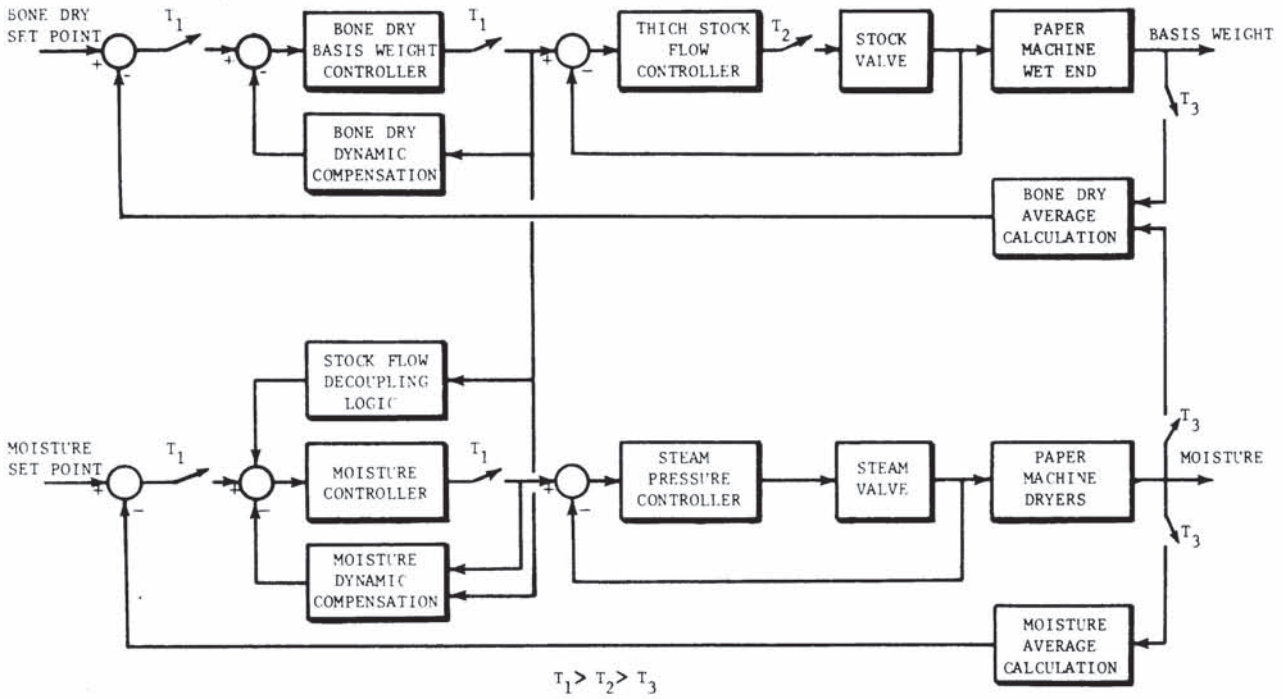 BONE DRY
SET POINT
+
-
T1
+
-
BONE DRY
BASIS WEIGHT
CONTROLLER
T1
+
-
THICH STOCK
FLOW
CONTROLLER
T2
STOCK
VALVE
PAPER
MACHINE
WET END
BASIS WEIGHT
T3
BONE DRY
DYNAMIC
COMPENSATION
BONE DRY
AVERAGE
CALCULATION
STOCK FLOW
DECOUPLING
LOGIC
MOISTURE
SET POINT
+
-
T1
+
-
MOISTURE
CONTROLLER
T1
+
-
STEAM
PRESSURE
CONTROLLER
STEAM
VALVE
PAPER
MACHINE
DRYERS
T3
MOISTURE
T3
MOISTURE
DYNAMIC
COMPENSATION
MOISTURE
AVERAGE
CALCULATION
T1 > T2 > T3